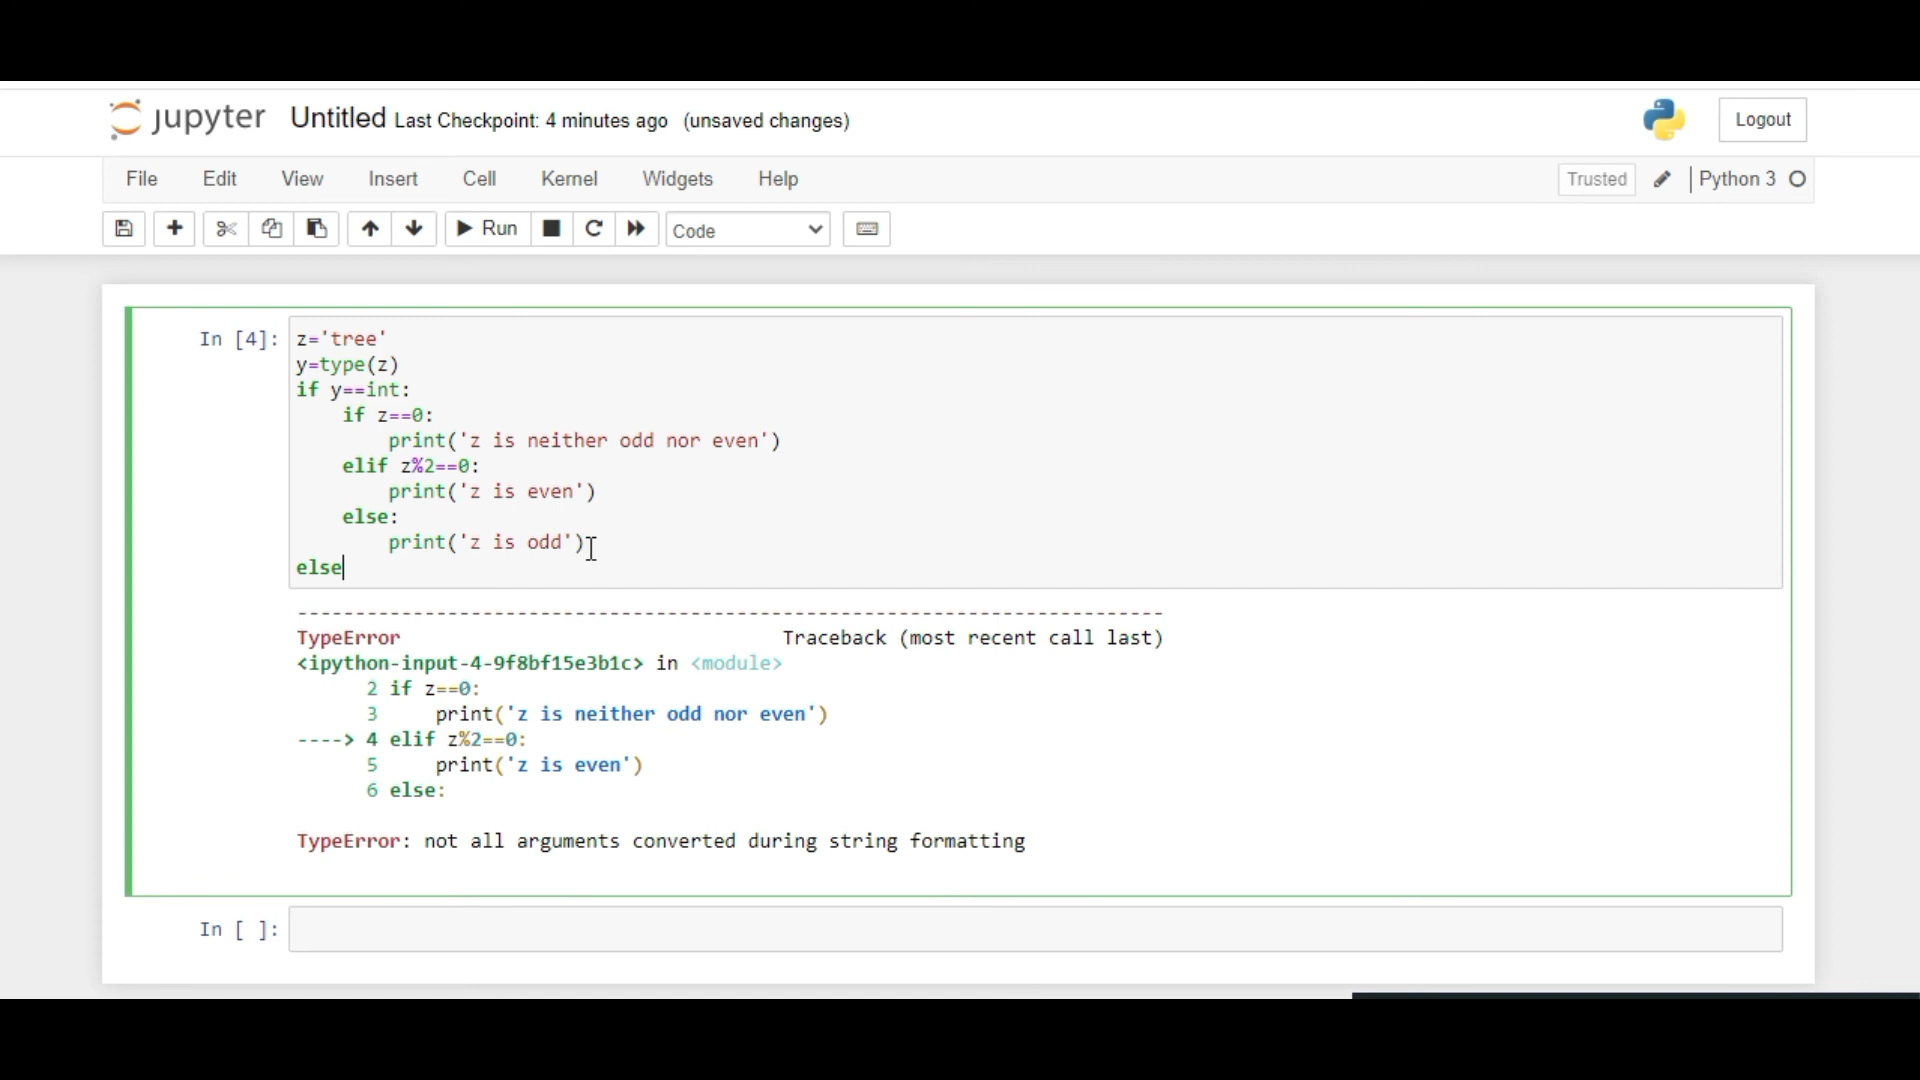 jupyter Untitled Last Checkpoint: 4 minutes ago (unsaved changes) Logout
File Edit View Insert Cell Kernel Widgets Help Trusted Python 3
Run Code
In [4]: z='tree'
y=type(z)
if y==int:
    if z==0:
        print('z is neither odd nor even')
    elif z%2==0:
        print('z is even')
    else:
        print('z is odd')
else
---------------------------------------------------------------------------
TypeError                                 Traceback (most recent call last)
<ipython-input-4-9f8bf15e3b1c> in <module>
      2 if z==0:
      3     print('z is neither odd nor even')
----> 4 elif z%2==0:
      5     print('z is even')
      6 else:
TypeError: not all arguments converted during string formatting
In [ ]: